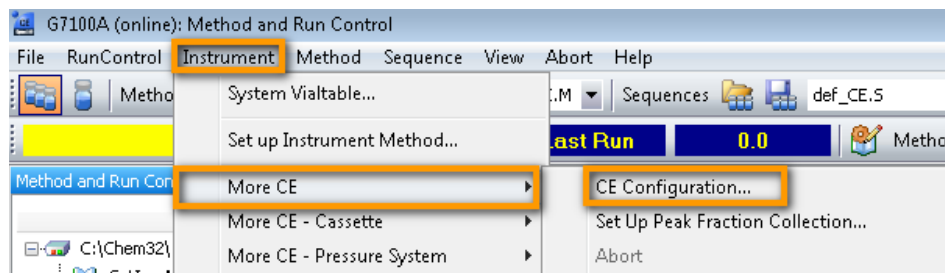 G7100A (online): Method and Run Control
File RunControl Instrument Method Sequence View Abort Help
Metho System Vialtable... .M Sequences def_CE.S
Set up Instrument Method... Last Run 0.0 Metho
Method and Run Con More CE CE Configuration...
More CE - Cassette Set Up Peak Fraction Collection...
C:\Chem32\ More CE - Pressure System Abort